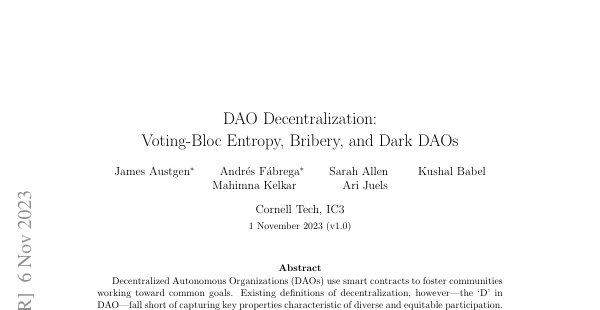 DAO Decentralization:
Voting-Bloc Entropy, Bribery, and Dark DAOs
James Austgen* Andrés Fábrega* Sarah Allen Kushal Babel
Mahimna Kelkar Ari Juels
Cornell Tech, IC3
1 November 2023 (v1.0)
Abstract
Decentralized Autonomous Organizations (DAOs) use smart contracts to foster communities
working toward common goals. Existing definitions of decentralization, however—the ‘D’ in
DAO—fall short of capturing key properties characteristic of diverse and equitable participation.
R] 6 Nov 2023